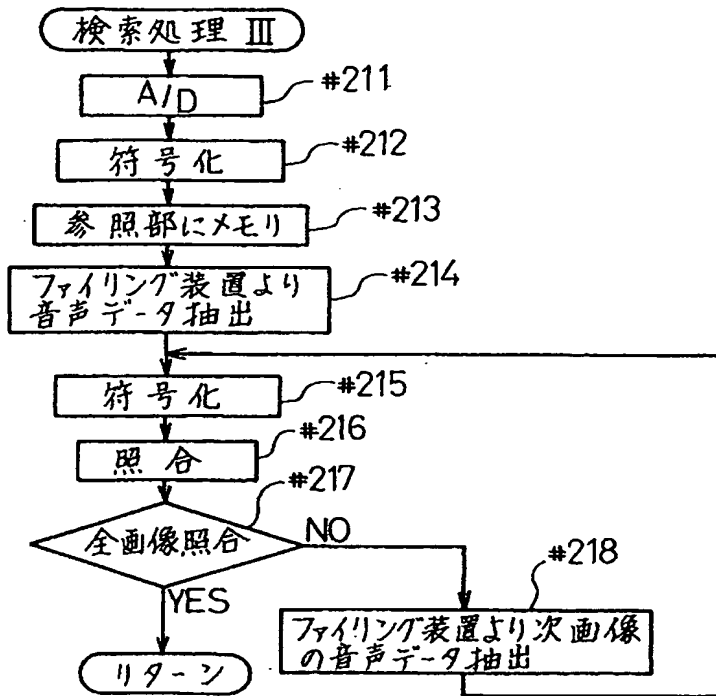 検索処理 III
A/D
#211
符号化
#212
参照部にメモリ
#213
ファイリング装置より
音声データ抽出
#214
符号化
#215
照合
#216
全画像照合
#217
NO
YES
#218
ファイリング装置より次画像
の音声データ抽出
リターン